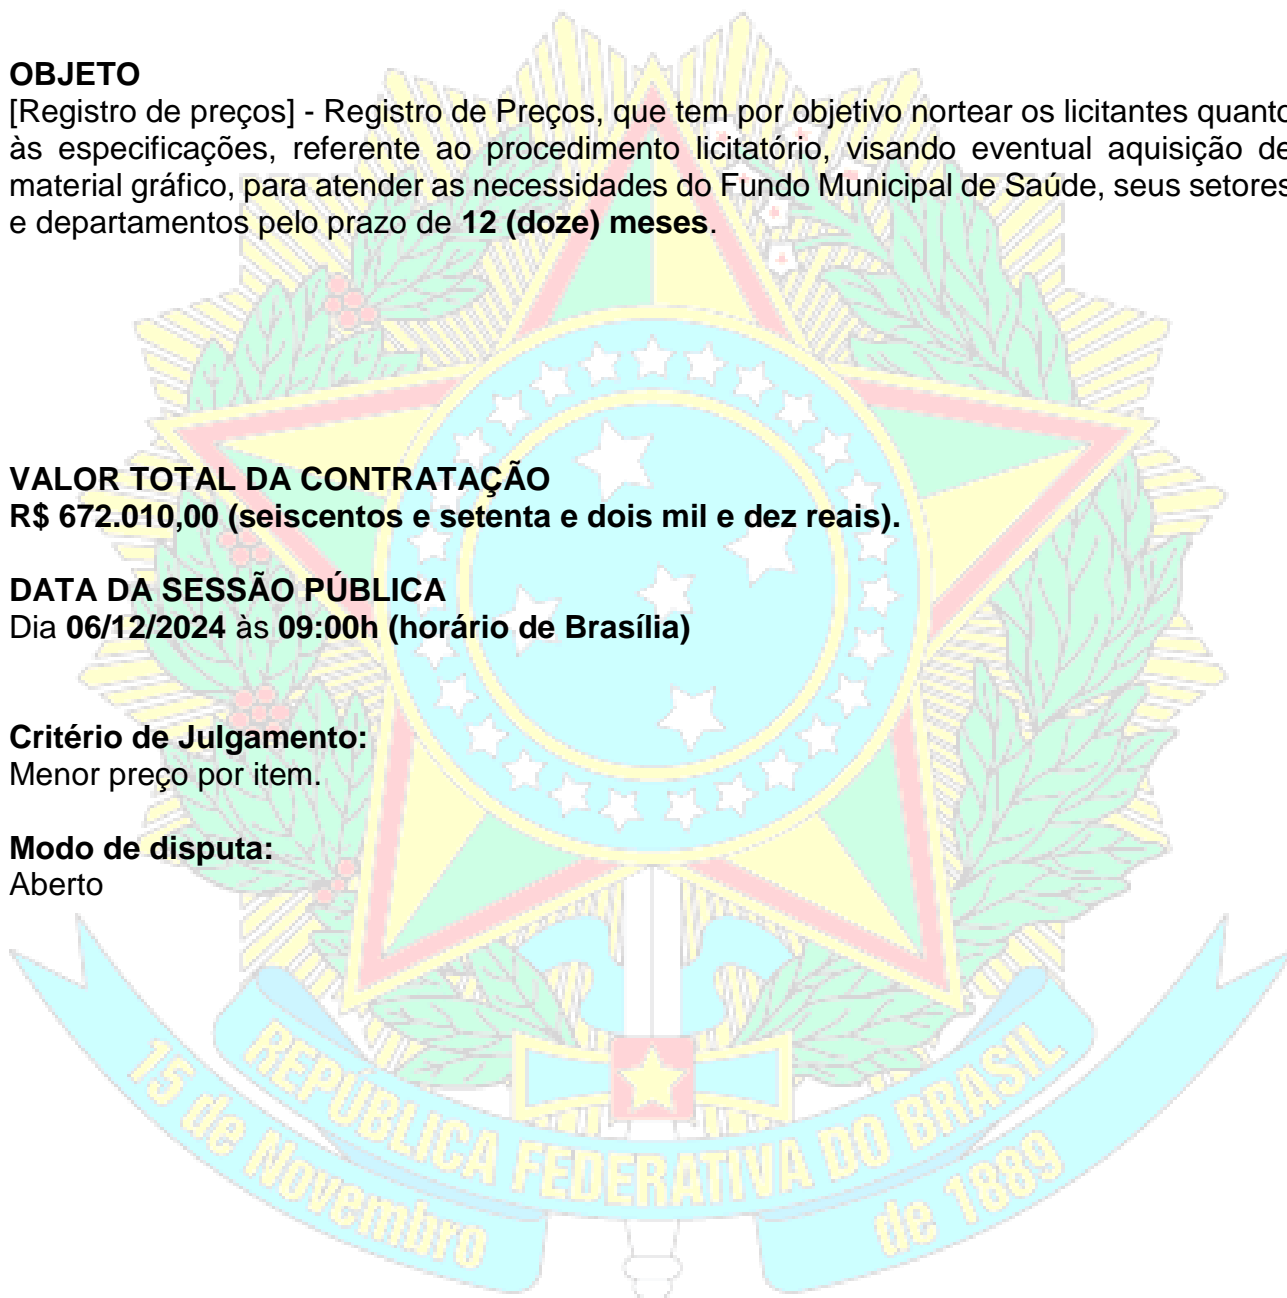 OBJETO
[Registro de preços] - Registro de Preços, que tem por objetivo nortear os licitantes quanto
às especificações, referente ao procedimento licitatório, visando eventual aquisição de
material gráfico, para atender as necessidades do Fundo Municipal de Saúde, seus setores
e departamentos pelo prazo de 12 (doze) meses.
VALOR TOTAL DA CONTRATAÇÃO
R$ 672.010,00 (seiscentos e setenta e dois mil e dez reais).
DATA DA SESSÃO PÚBLICA
Dia 06/12/2024 às 09:00h (horário de Brasília)
Critério de Julgamento:
Menor preço por item.
Modo de disputa:
Aberto
REPÚBLICA FEDERATIVA DO BRASIL
15 de Novembro de 1889